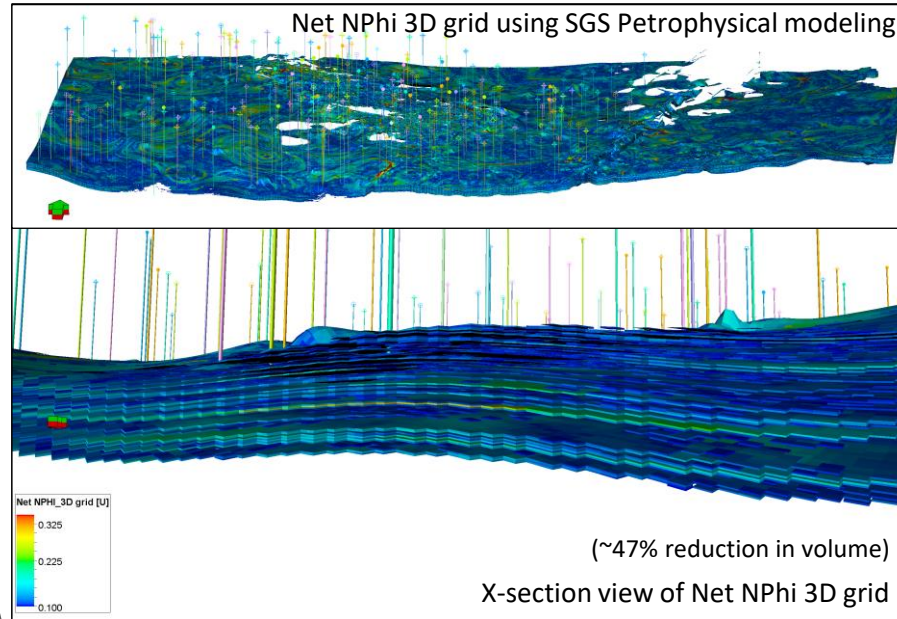 Net NPhi 3D grid using SGS Petrophysical modeling
Net NPHI_3D grid [U]
0.325
0.225
0.100
(~47% reduction in volume)
X-section view of Net NPhi 3D grid